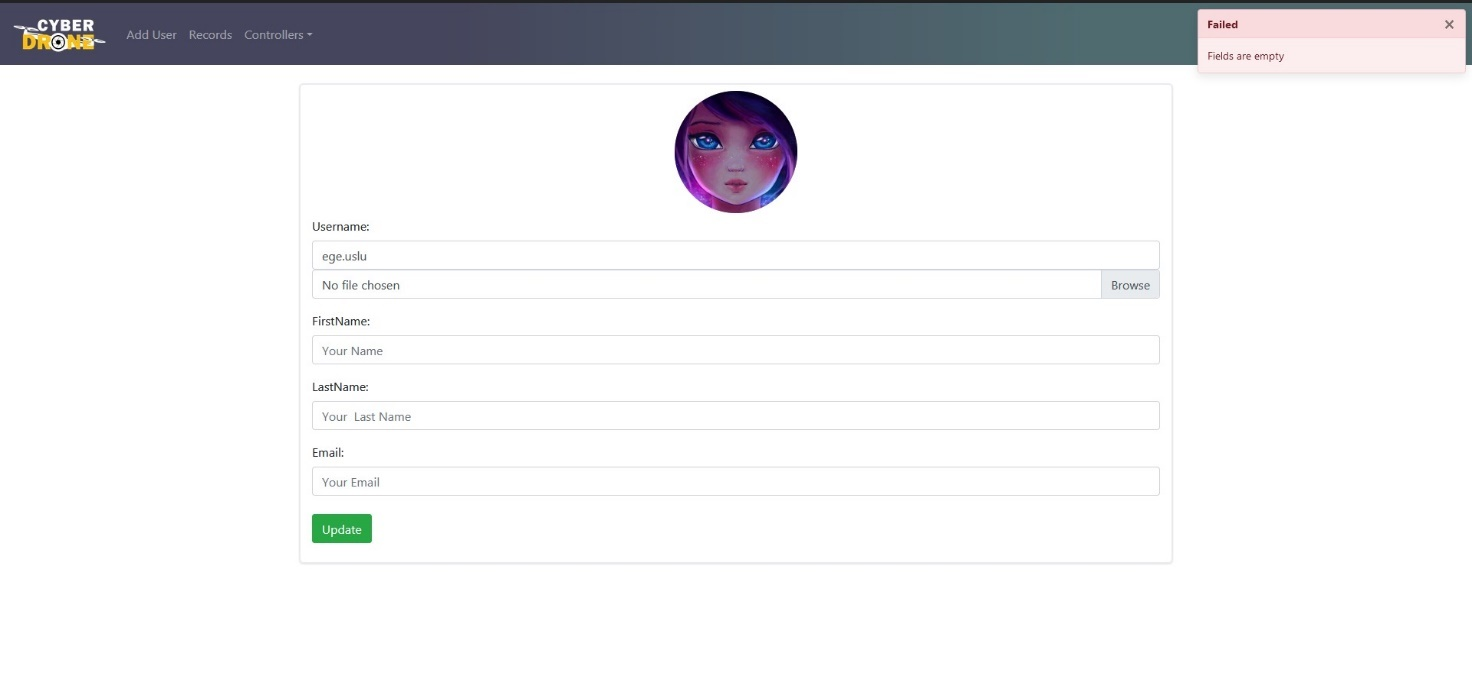 CYBER
DRONE
Add User Records Controllers
Failed ×
Fields are empty
Username:
ege.uslu
No file chosen Browse
FirstName:
Your Name
LastName:
Your  Last Name
Email:
Your Email
Update